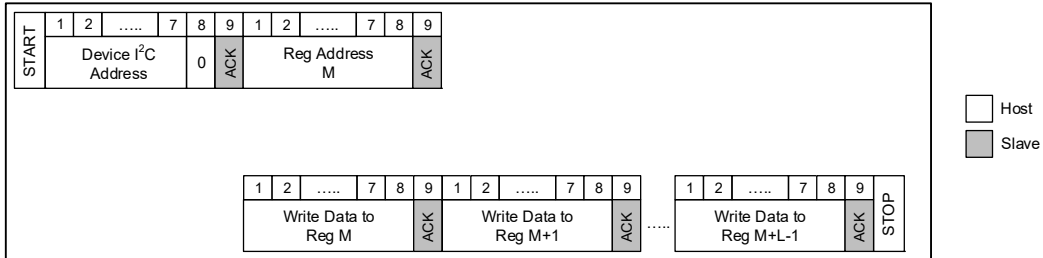 START
1 2 ..... 7 8 9 1 2 ..... 7 8 9
Device I²C
Address
0
ACK
Reg Address
M
ACK
Host
Slave
1 2 ..... 7 8 9 1 2 ..... 7 8 9 1 2 ..... 7 8 9
Write Data to
Reg M
ACK
Write Data to
Reg M+1
ACK
.....
Write Data to
Reg M+L-1
ACK
STOP